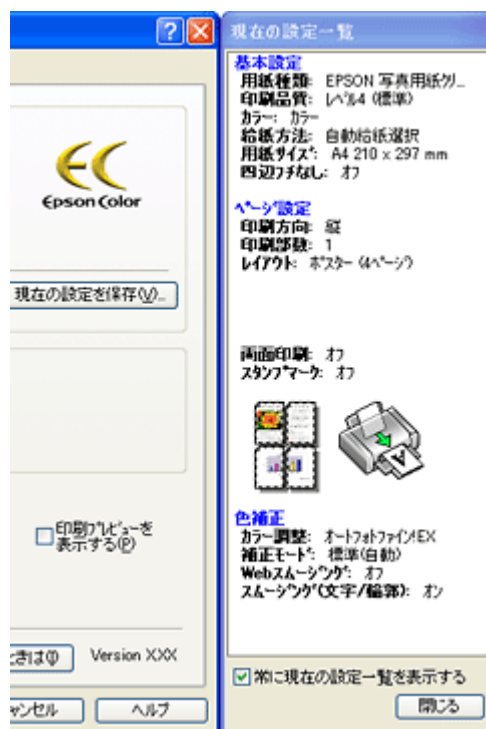 EC
Epson Color
現在の設定を保存(V)...
印刷ﾌﾟﾚﾋﾞｭｰを
表示する(P)
ときは(I)
Version XXX
ャンセル
ヘルプ
現在の設定一覧
基本設定
用紙種類: EPSON 写真用紙ｸﾘ...
印刷品質: ﾚﾍﾞﾙ4 (標準)
ｶﾗｰ: ｶﾗｰ
給紙方法: 自動給紙選択
用紙ｻｲｽﾞ: A4 210 x 297 mm
四辺ﾌﾁなし: ｵﾌ
ﾍﾟｰｼﾞ設定
印刷方向: 縦
印刷部数: 1
ﾚｲｱｳﾄ: ﾎﾟｽﾀｰ (4ﾍﾟｰｼﾞ)
両面印刷: ｵﾌ
ｽﾀﾝﾌﾟﾏｰｸ: ｵﾌ
A
色補正
ｶﾗｰ調整: ｵｰﾄﾌｫﾄﾌｧｲﾝ!EX
補正ﾓｰﾄﾞ: 標準(自動)
Webｽﾑｰｼﾞﾝｸﾞ: ｵﾌ
ｽﾑｰｼﾞﾝｸﾞ(文字/輪郭): ｵﾝ
常に現在の設定一覧を表示する
閉じる